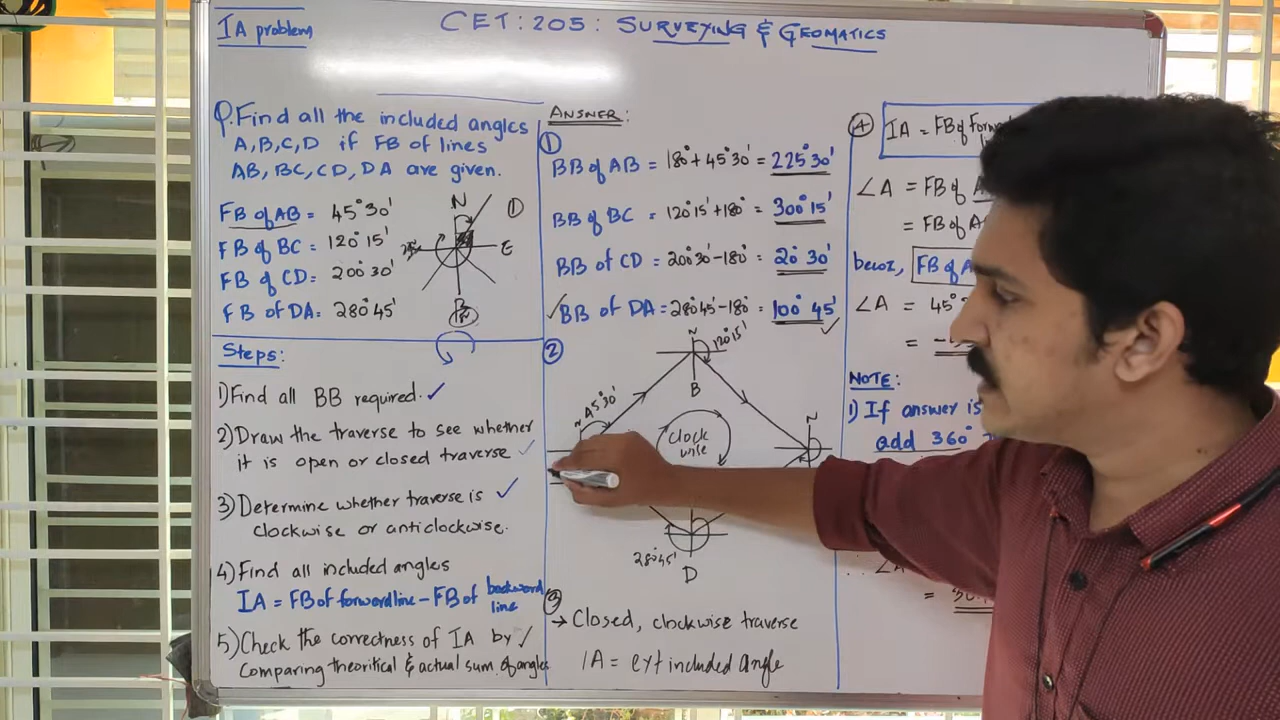 IA problem
CET: 205: SURVEYING & GEOMATICS
Q. Find all the included angles
A, B, C, D if FB of lines
AB, BC, CD, DA are given.
FB of AB = 45°30'
FB of BC = 120°15'
FB of CD = 200°30'
FB of DA = 280°45'
N
E
①
Steps:
1) Find all BB required. ✓
2) Draw the traverse to see whether
it is open or closed traverse ✓
3) Determine whether traverse is ✓
clockwise or anticlockwise.
4) Find all included angles
IA = FB of forward line - FB of backword
line
5) Check the correctness of IA by ✓
Comparing theoritical & actual sum of angles
ANSWER:
①
BB of AB = 180° + 45°30' = 225°30'
BB of BC = 120°15' + 180° = 300°15'
BB of CD = 200°30' - 180° = 20°30'
✓ BB of DA = 280°45' - 180° = 100°45' ✓
②
N
120°15'
B
N
45°30'
clock
wise
N
280°45'
D
③
→ Closed, clockwise traverse
IA = ext included angle
④
IA = FB of
∠A = FB of
= FB of
becoz, FB of
∠A = 45°
NOTE:
1) If answer is
add 360°
∴ ∠A
=